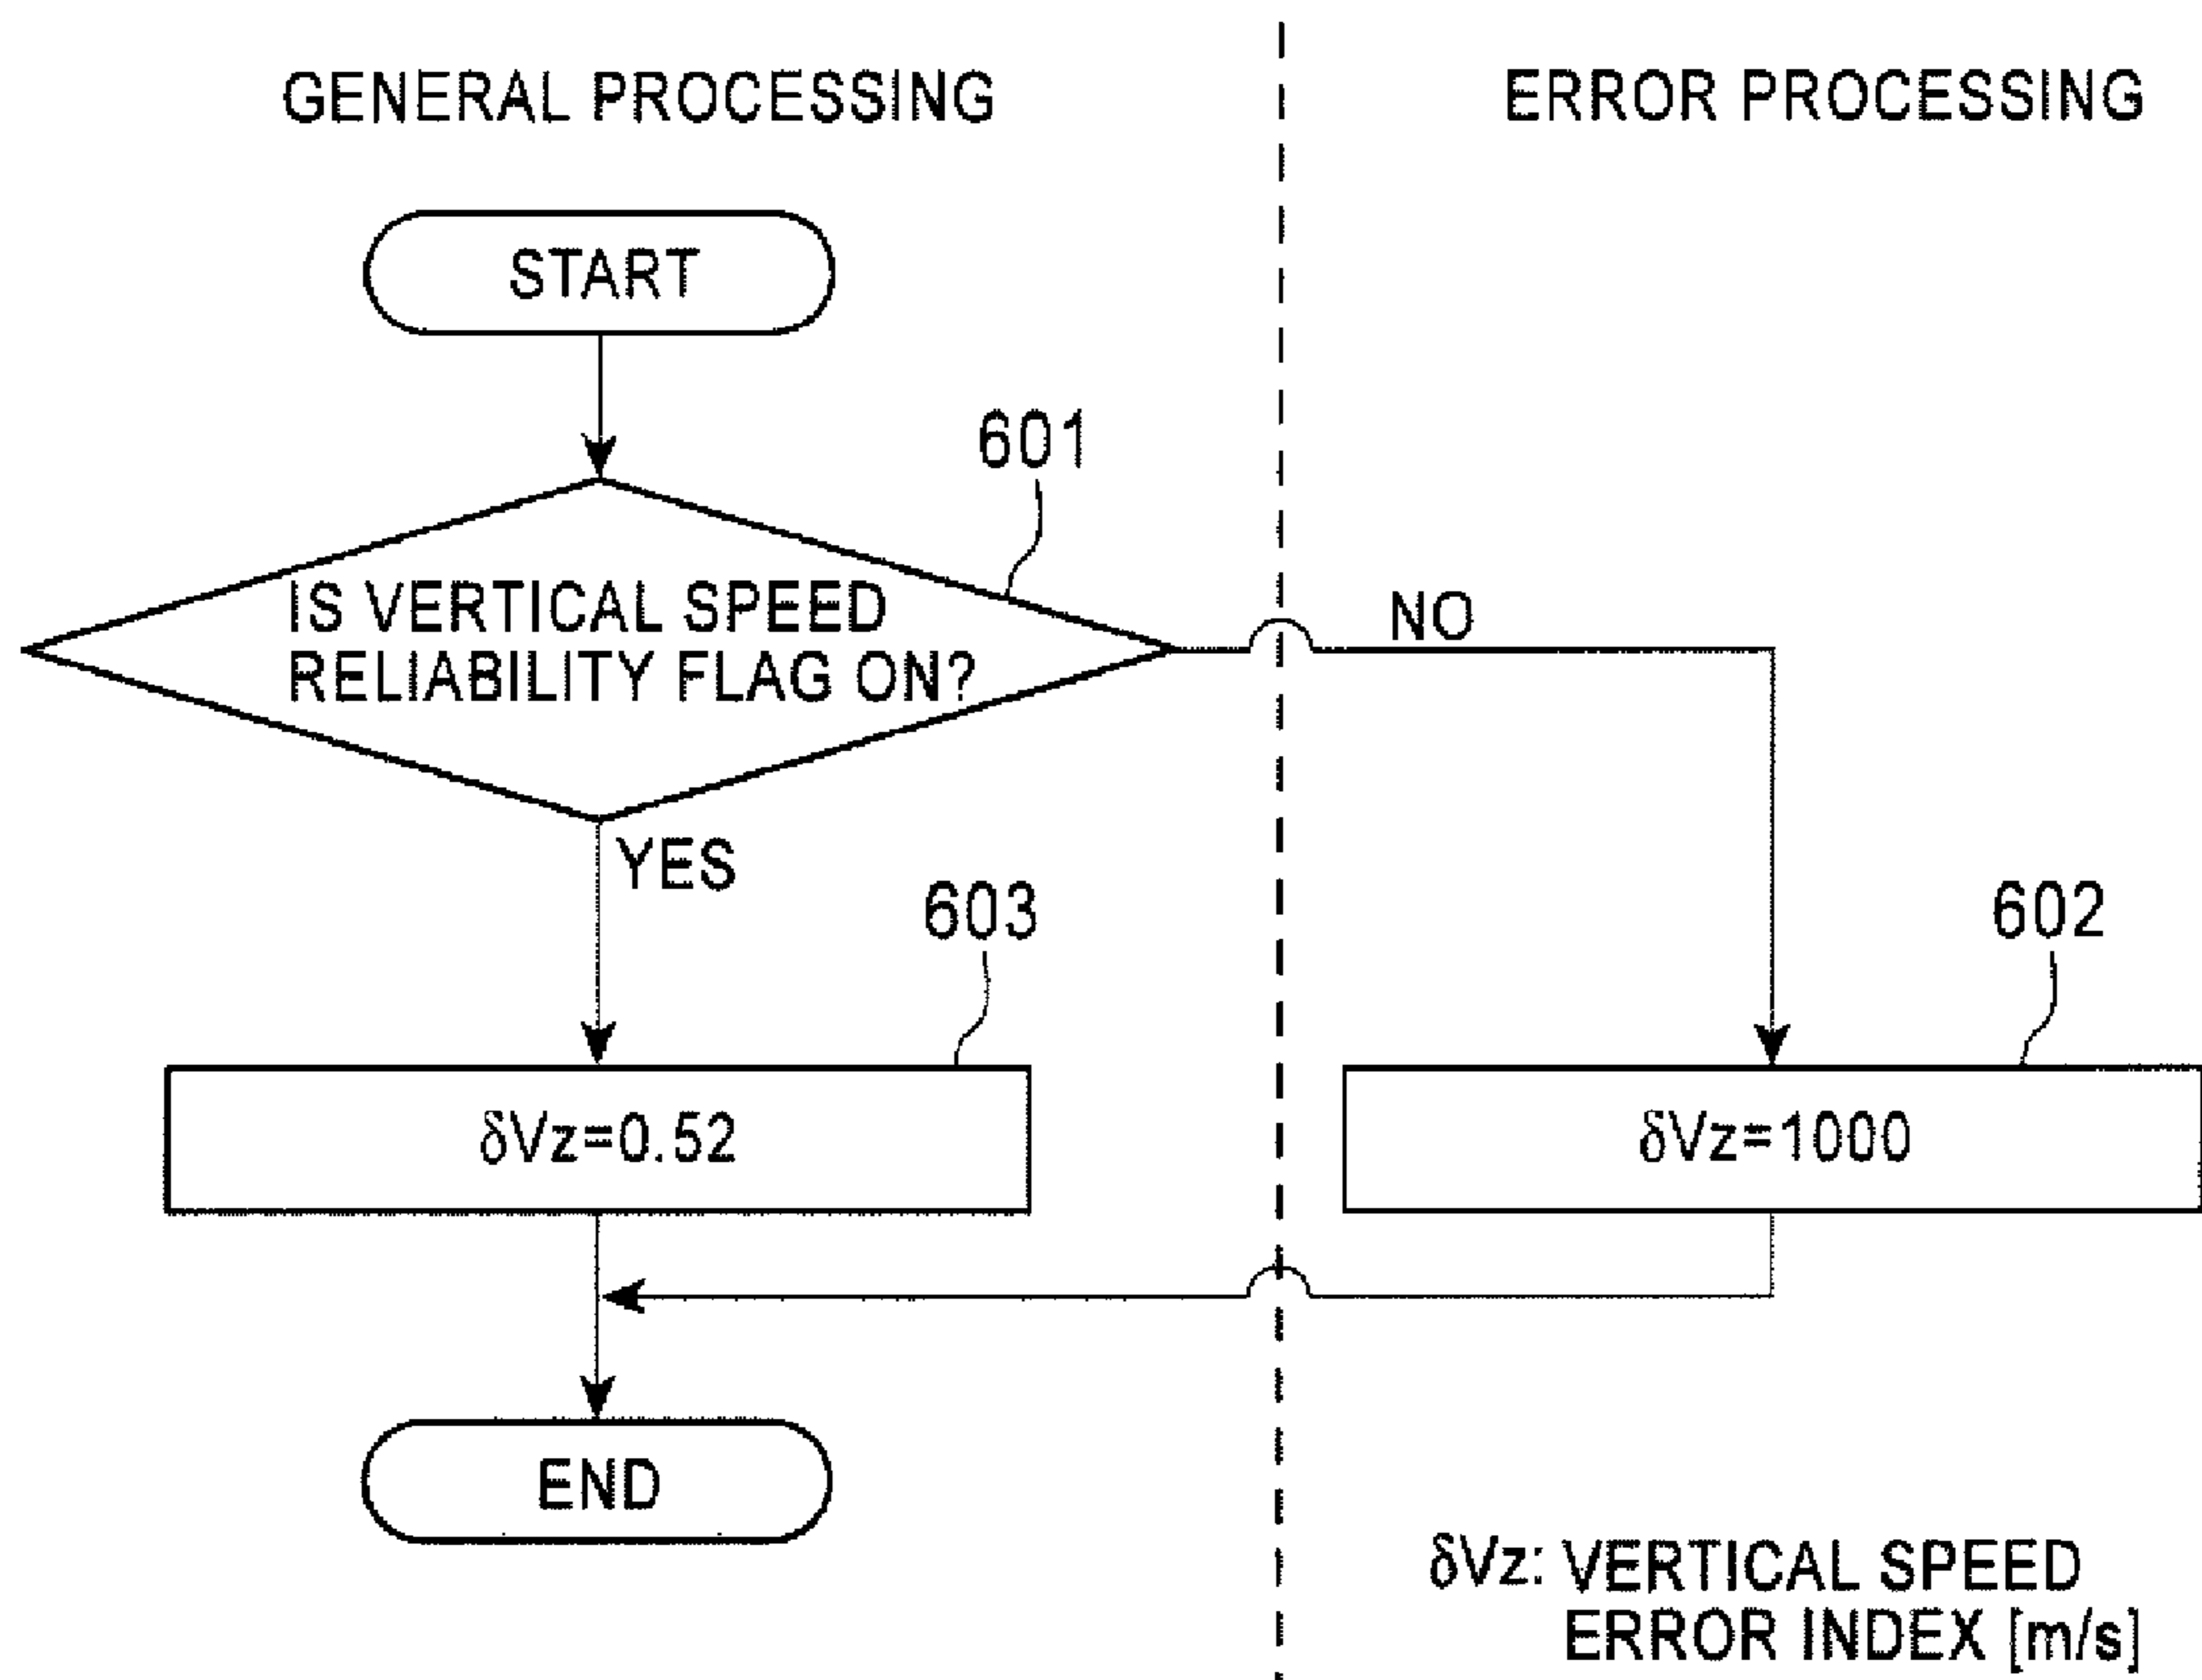 GENERAL PROCESSING
ERROR PROCESSING
START
601
IS VERTICAL SPEED
RELIABILITY FLAG ON?
NO
YES
603
602
δVz=0.52
δVz=1000
END
δVz: VERTICAL SPEED
ERROR INDEX [m/s]